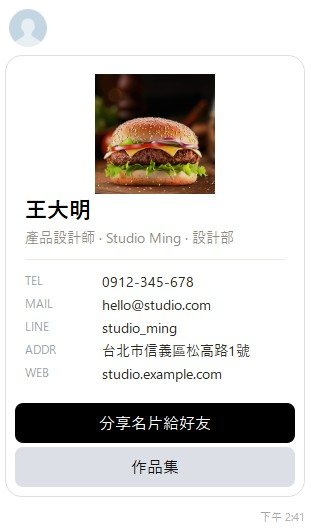 王大明
產品設計師 · Studio Ming · 設計部
TEL 0912-345-678
MAIL hello@studio.com
LINE studio_ming
ADDR 台北市信義區松高路1號
WEB studio.example.com
分享名片給好友
作品集
下午 2:41